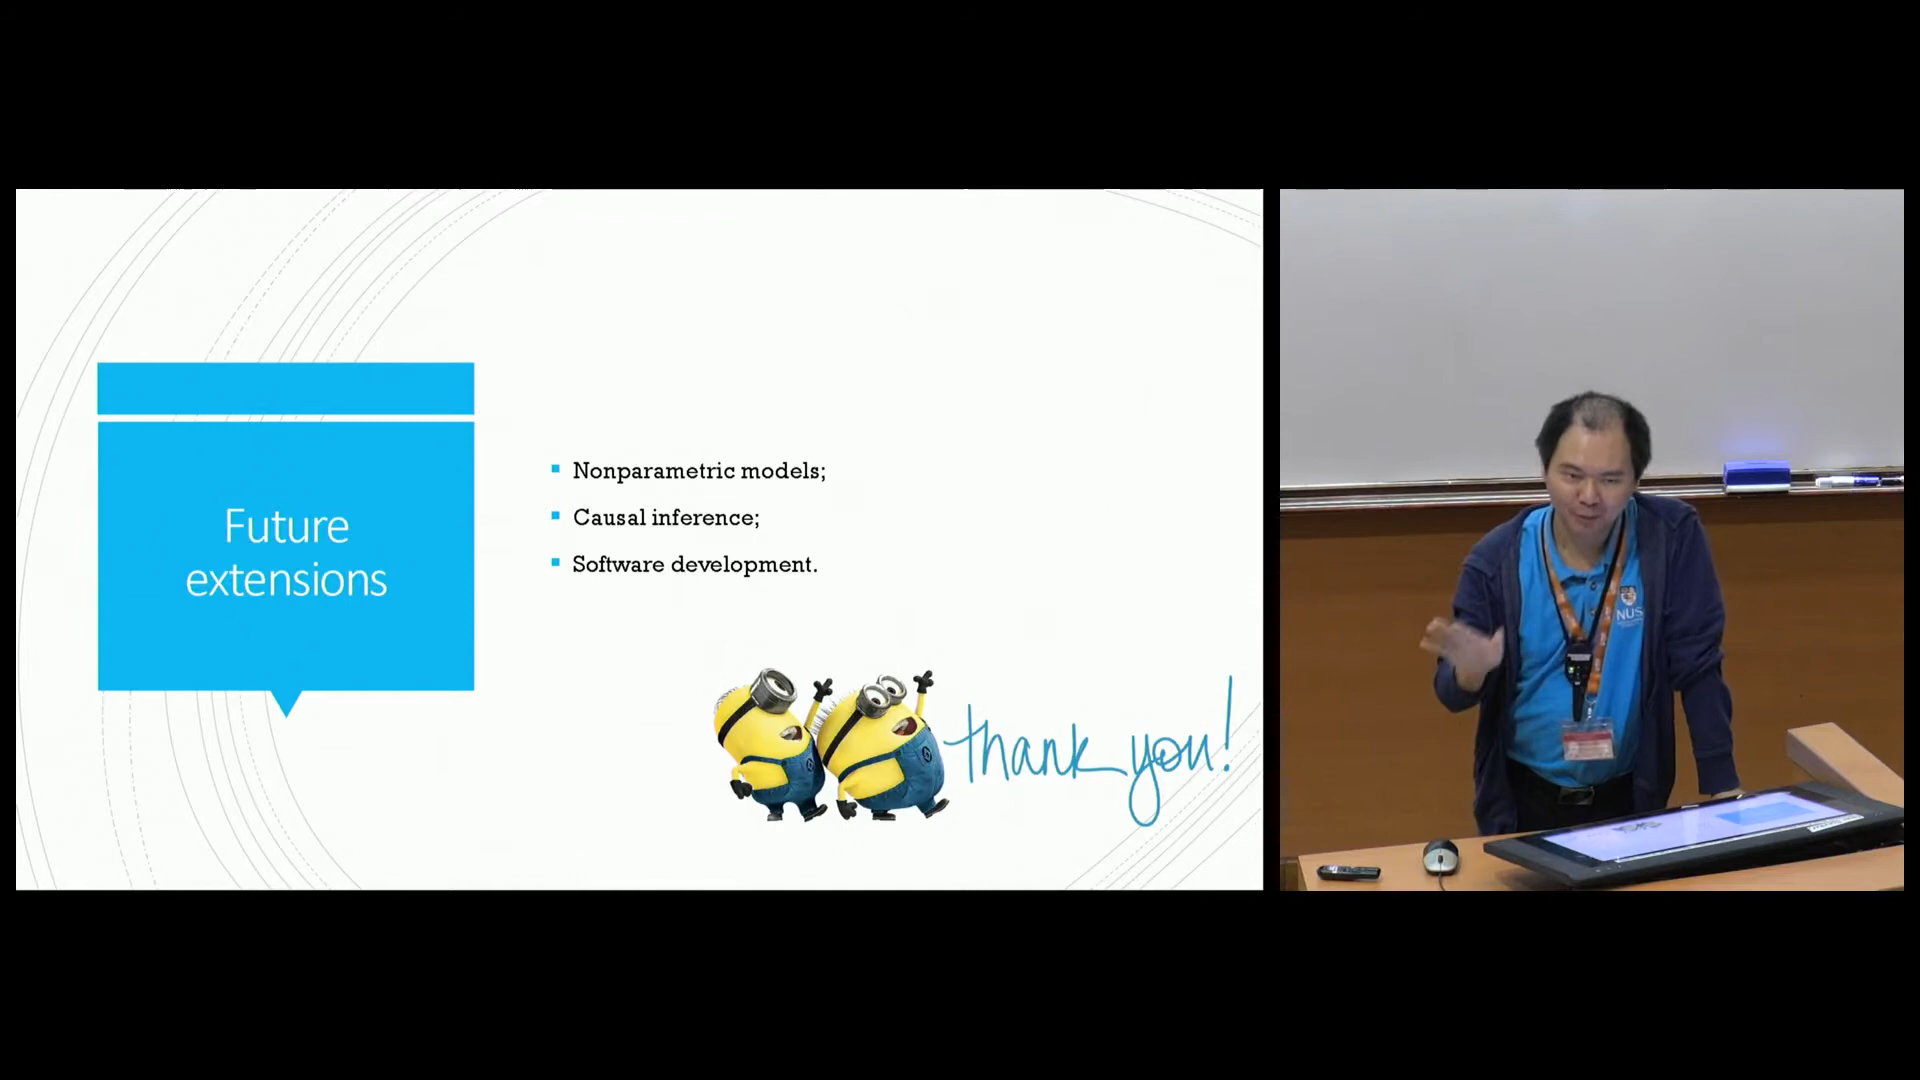 Future
extensions
Nonparametric models;
Causal inference;
Software development.
thank you!
NUS